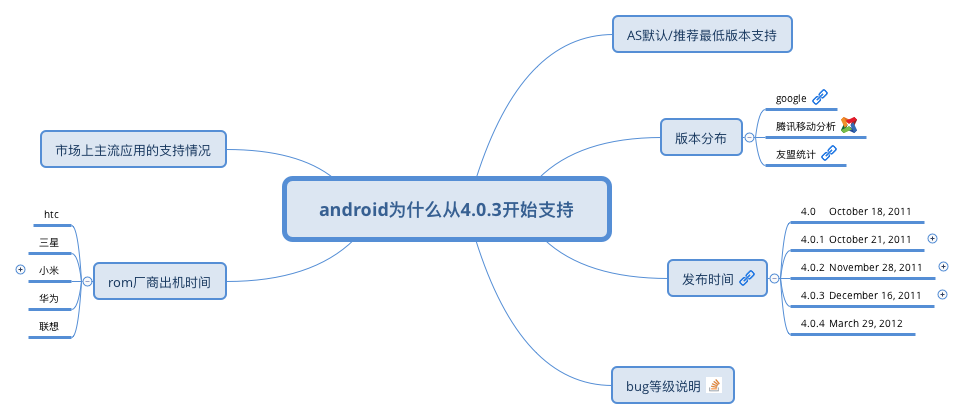 android为什么从4.0.3开始支持
AS默认/推荐最低版本支持
版本分布
google
腾讯移动分析
友盟统计
发布时间
4.0 October 18, 2011
4.0.1 October 21, 2011
4.0.2 November 28, 2011
4.0.3 December 16, 2011
4.0.4 March 29, 2012
bug等级说明
市场上主流应用的支持情况
rom厂商出机时间
htc
三星
小米
华为
联想